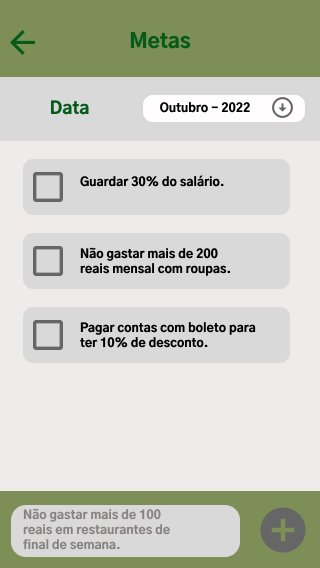 Metas
Data
Outubro - 2022
Guardar 30% do salário.
Não gastar mais de 200
reais mensal com roupas.
Pagar contas com boleto para
ter 10% de desconto.
Não gastar mais de 100
reais em restaurantes de
final de semana.